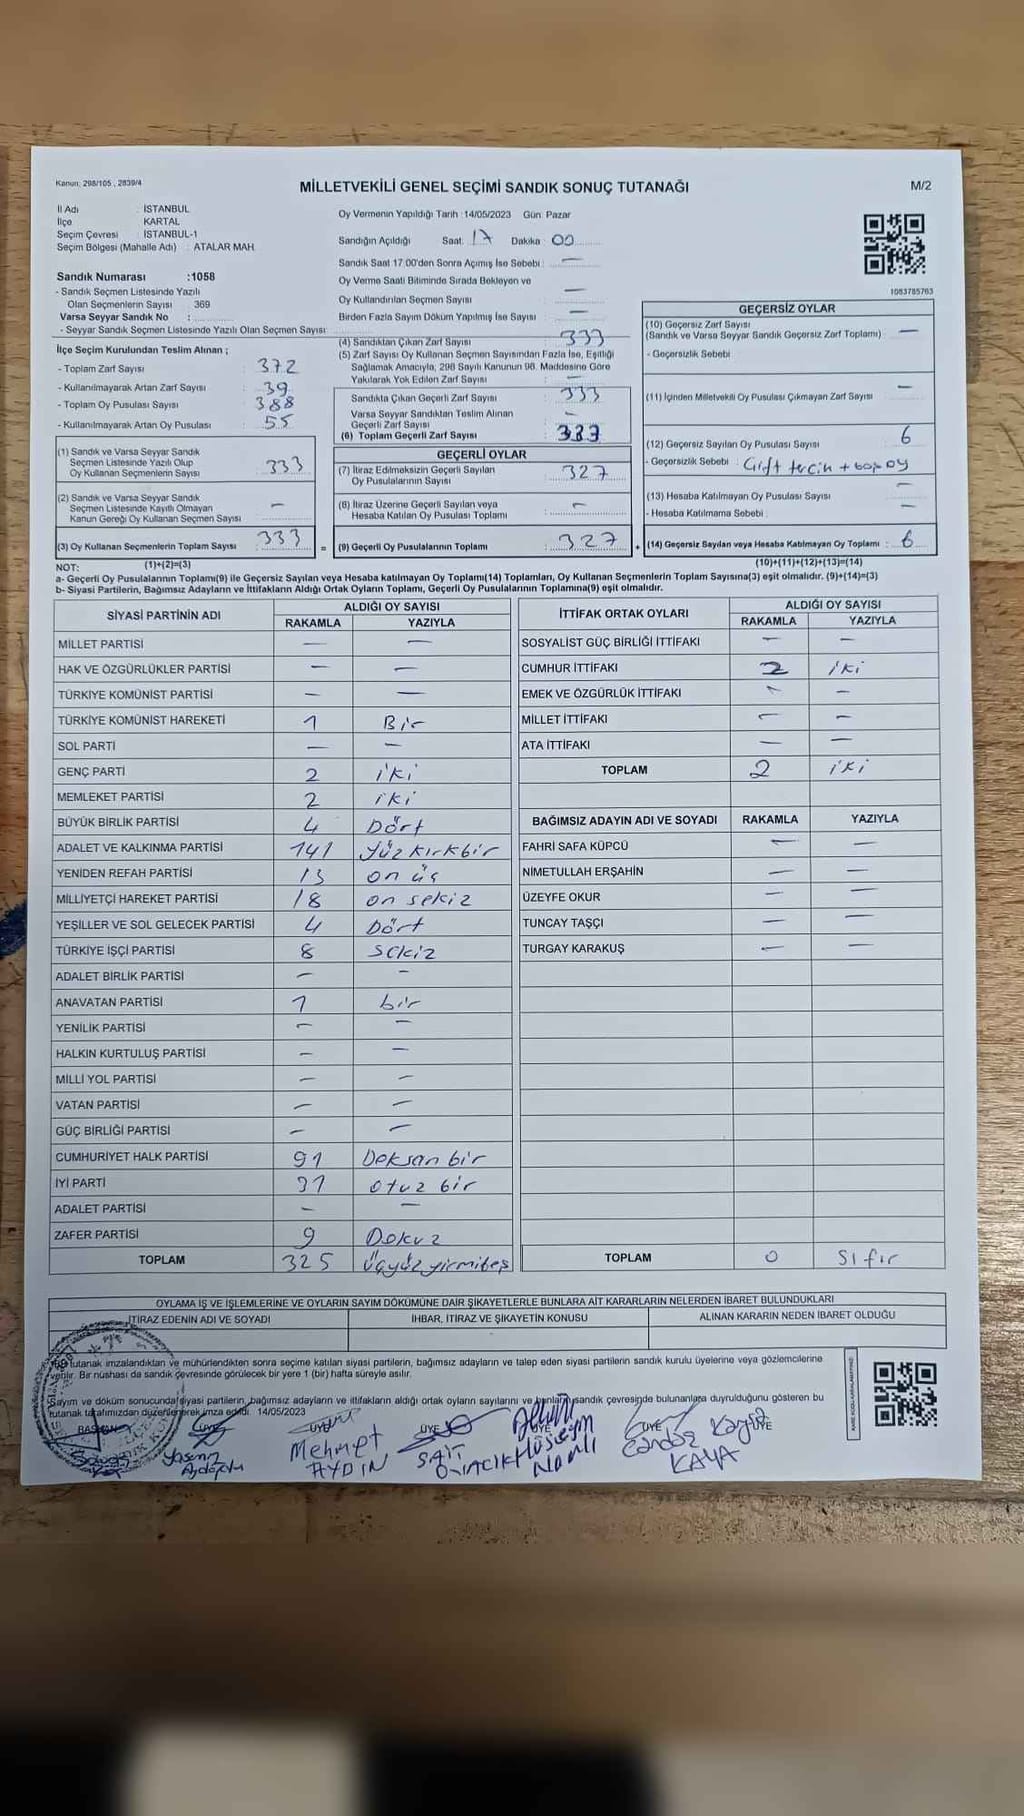 Kanun: 298/105 , 2839/4
MİLLETVEKİLİ GENEL SEÇİMİ SANDIK SONUÇ TUTANAĞI
M/2
İl Adı : İSTANBUL
İlçe : KARTAL
Seçim Çevresi : İSTANBUL-1
Seçim Bölgesi (Mahalle Adı) : ATALAR MAH.
Sandık Numarası :1058
- Sandık Seçmen Listesinde Yazılı
Olan Seçmenlerin Sayısı : 369
Varsa Seyyar Sandık No :
- Seyyar Sandık Seçmen Listesinde Yazılı Olan Seçmen Sayısı :
Oy Vermenin Yapıldığı Tarih :14/05/2023 Gün: Pazar
Sandığın Açıldığı Saat: 17 Dakika : 00
Sandık Saat 17:00'den Sonra Açımış İse Sebebi : —
Oy Verme Saati Bitiminde Sırada Bekleyen ve
Oy Kullandırılan Seçmen Sayısı : —
Birden Fazla Sayım Döküm Yapılmış İse Sayısı : —
1083785763
İlçe Seçim Kurulundan Teslim Alınan ;
- Toplam Zarf Sayısı : 372
- Kullanılmayarak Artan Zarf Sayısı : 39
- Toplam Oy Pusulası Sayısı : 388
- Kullanılmayarak Artan Oy Pusulası : 55
(1) Sandık ve Varsa Seyyar Sandık
Seçmen Listesinde Yazılı Olup
Oy Kullanan Seçmenlerin Sayısı : 333
(2) Sandık ve Varsa Seyyar Sandık
Seçmen Listesinde Kayıtlı Olmayan
Kanun Gereği Oy Kullanan Seçmen Sayısı : —
(3) Oy Kullanan Seçmenlerin Toplam Sayısı : 333
(1)+(2)=(3)
(4) Sandıktan Çıkan Zarf Sayısı : 333
(5) Zarf Sayısı Oy Kullanan Seçmen Sayısından Fazla İse, Eşitliği
Sağlamak Amacıyla, 298 Sayılı Kanunun 98. Maddesine Göre
Yakılarak Yok Edilen Zarf Sayısı : —
Sandıkta Çıkan Geçerli Zarf Sayısı : 333
Varsa Seyyar Sandıktan Teslim Alınan
Geçerli Zarf Sayısı : —
(6) Toplam Geçerli Zarf Sayısı : 333
GEÇERLİ OYLAR
(7) İtiraz Edilmeksizin Geçerli Sayılan
Oy Pusulalarının Sayısı : 327
(8) İtiraz Üzerine Geçerli Sayılan veya
Hesaba Katılan Oy Pusulası Toplamı : —
= (9) Geçerli Oy Pusulalarının Toplamı : 327 +
GEÇERSİZ OYLAR
(10) Geçersiz Zarf Sayısı
(Sandık ve Varsa Seyyar Sandık Geçersiz Zarf Toplamı) : —
- Geçersizlik Sebebi
(11) İçinden Milletvekili Oy Pusulası Çıkmayan Zarf Sayısı : —
(12) Geçersiz Sayılan Oy Pusulası Sayısı : 6
- Geçersizlik Sebebi : Çift tercih + boş oy
(13) Hesaba Katılmayan Oy Pusulası Sayısı : —
- Hesaba Katılmama Sebebi : —
(14) Geçersiz Sayılan veya Hesaba Katılmayan Oy Toplamı : 6
(10)+(11)+(12)+(13)=(14)
NOT:
a- Geçerli Oy Pusulalarının Toplamı(9) ile Geçersiz Sayılan veya Hesaba katılmayan Oy Toplamı(14) Toplamları, Oy Kullanan Seçmenlerin Toplam Sayısına(3) eşit olmalıdır. (9)+(14)=(3)
b- Siyasi Partilerin, Bağımsız Adayların ve İttifakların Aldığı Ortak Oyların Toplamı, Geçerli Oy Pusulalarının Toplamına(9) eşit olmalıdır.
SİYASİ PARTİNİN ADI ALDIĞI OY SAYISI
RAKAMLA YAZIYLA
MİLLET PARTİSİ — —
HAK VE ÖZGÜRLÜKLER PARTİSİ — —
TÜRKİYE KOMÜNİST PARTİSİ — —
TÜRKİYE KOMÜNİST HAREKETİ 1 Bir
SOL PARTİ — —
GENÇ PARTİ 2 iki
MEMLEKET PARTİSİ 2 iki
BÜYÜK BİRLİK PARTİSİ 4 Dört
ADALET VE KALKINMA PARTİSİ 141 Yüz kırk bir
YENİDEN REFAH PARTİSİ 13 on üç
MİLLİYETÇİ HAREKET PARTİSİ 18 on sekiz
YEŞİLLER VE SOL GELECEK PARTİSİ 4 Dört
TÜRKİYE İŞÇİ PARTİSİ 8 sekiz
ADALET BİRLİK PARTİSİ — —
ANAVATAN PARTİSİ 1 bir
YENİLİK PARTİSİ — —
HALKIN KURTULUŞ PARTİSİ — —
MİLLİ YOL PARTİSİ — —
VATAN PARTİSİ — —
GÜÇ BİRLİĞİ PARTİSİ — —
CUMHURİYET HALK PARTİSİ 91 Doksan bir
İYİ PARTİ 31 otuz bir
ADALET PARTİSİ — —
ZAFER PARTİSİ 9 Dokuz
TOPLAM 325 üçyüzyirmibeş
İTTİFAK ORTAK OYLARI ALDIĞI OY SAYISI
RAKAMLA YAZIYLA
SOSYALİST GÜÇ BİRLİĞİ İTTİFAKI — —
CUMHUR İTTİFAKI 2 iki
EMEK VE ÖZGÜRLÜK İTTİFAKI — —
MİLLET İTTİFAKI — —
ATA İTTİFAKI — —
TOPLAM 2 iki
BAĞIMSIZ ADAYIN ADI VE SOYADI RAKAMLA YAZIYLA
FAHRİ SAFA KÜPCÜ — —
NİMETULLAH ERŞAHİN — —
ÜZEYFE OKUR — —
TUNCAY TAŞÇI — —
TURGAY KARAKUŞ — —
TOPLAM 0 Sıfır
OYLAMA İŞ VE İŞLEMLERİNE VE OYLARIN SAYIM DÖKÜMÜNE DAİR ŞİKAYETLERLE BUNLARA AİT KARARLARIN NELERDEN İBARET BULUNDUKLARI
İTİRAZ EDENİN ADI VE SOYADI İHBAR, İTİRAZ VE ŞİKAYETİN KONUSU ALINAN KARARIN NEDEN İBARET OLDUĞU
tutanak imzalandıktan ve mühürlendikten sonra seçime katılan siyasi partilerin, bağımsız adayların ve talep eden siyasi partilerin sandık kurulu üyelerine veya gözlemcilerine
verilir. Bir nüshası da sandık çevresinde görülecek bir yere 1 (bir) hafta süreyle asılır.
Sayım ve döküm sonucunda siyasi partilerin, bağımsız adayların ve ittifakların aldığı ortak oyların sayılarını ve bunların sandık çevresinde bulunanlara duyurulduğunu gösteren bu
tutanak tarafımızdan düzenlenerek imza edildi. 14/05/2023
BAŞKAN ÜYE ÜYE ÜYE ÜYE ÜYE ÜYE
Mehmet AYDIN
Hüseyin
KAYA